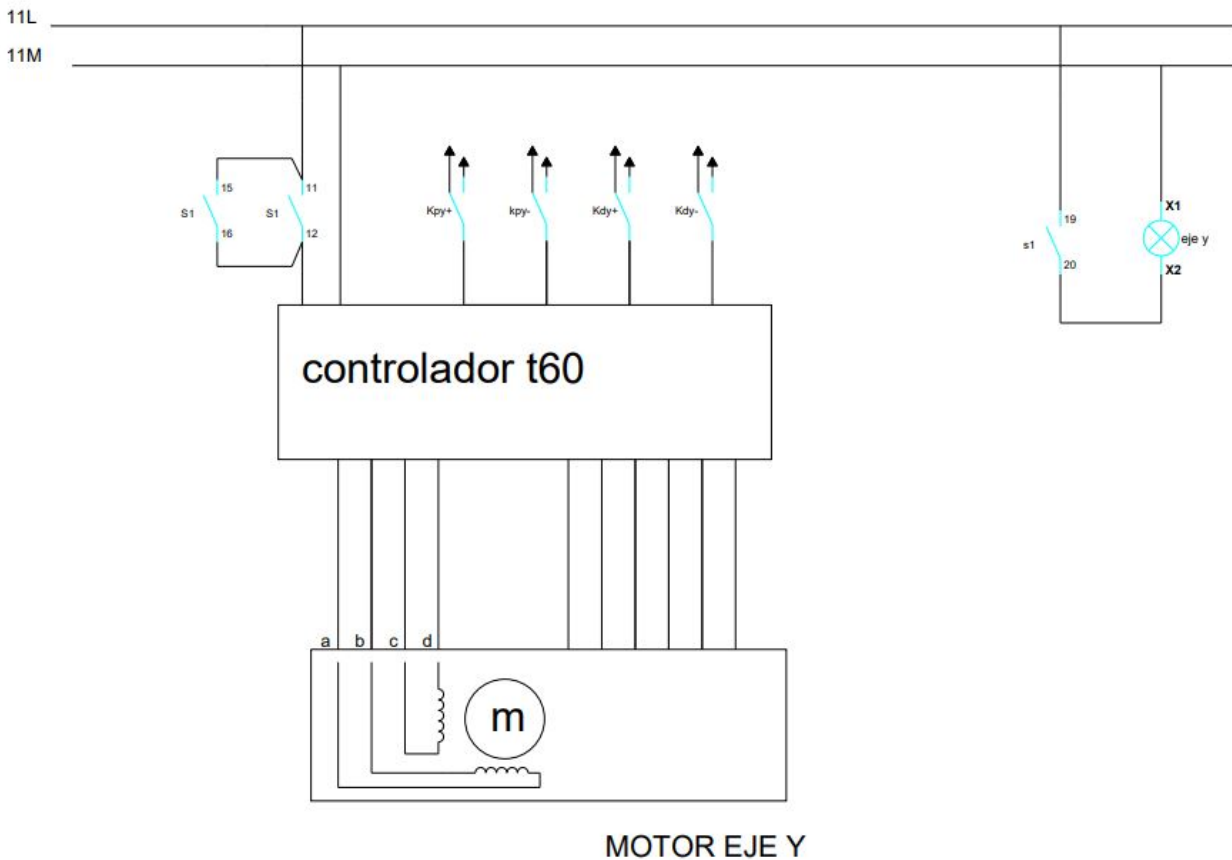 11L
11M
15
11
S1
S1
16
12
Kpy+
kpy-
Kdy+
Kdy-
19
s1
20
X1
eje y
X2
controlador t60
a b c d
m
MOTOR EJE Y